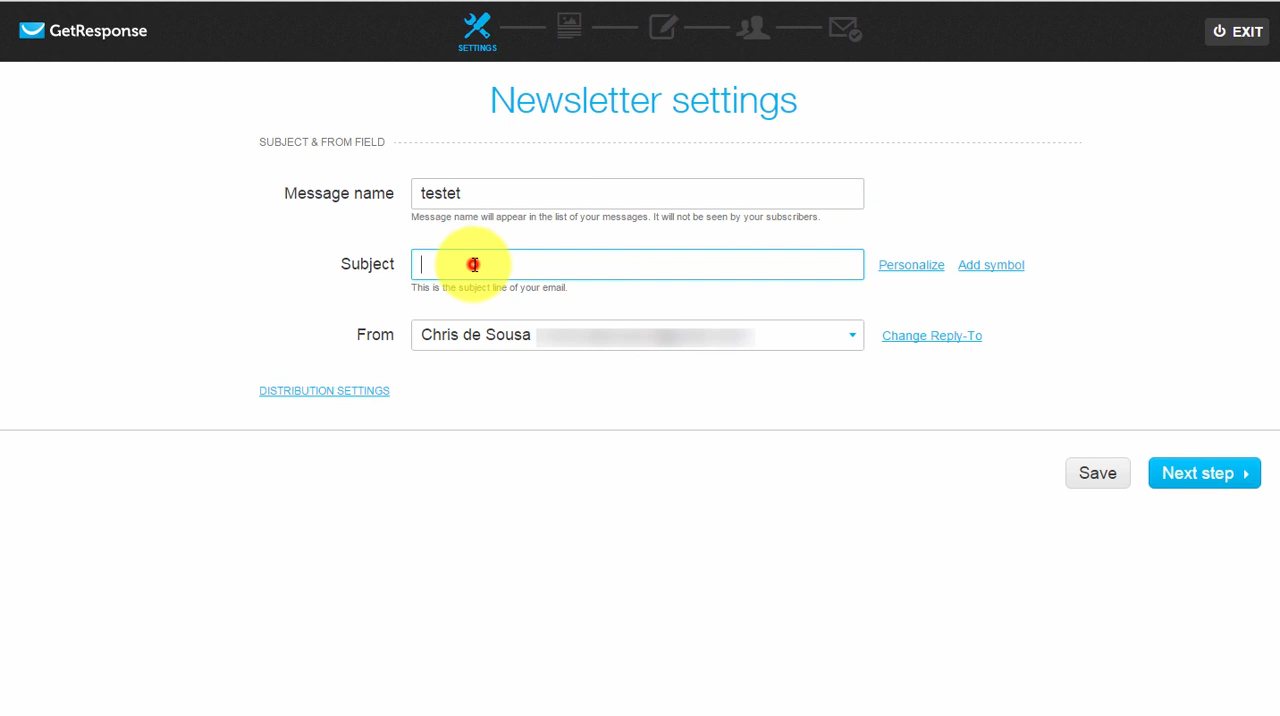 GetResponse
SETTINGS
EXIT
Newsletter settings
SUBJECT & FROM FIELD
Message name
testet
Message name will appear in the list of your messages. It will not be seen by your subscribers.
Subject
Personalize
Add symbol
This is the subject line of your email.
From
Chris de Sousa
Change Reply-To
DISTRIBUTION SETTINGS
Save
Next step